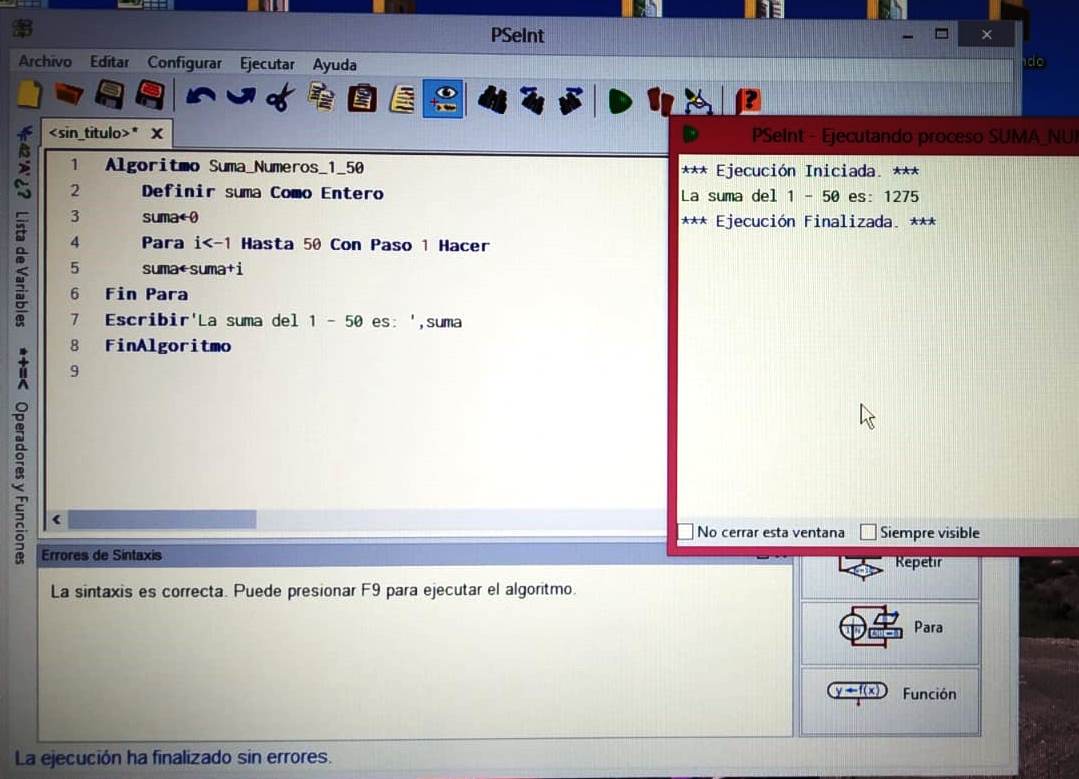 PSeInt
Archivo Editar Configurar Ejecutar Ayuda
<sin_titulo>* X
1 Algoritmo Suma_Numeros_1_50
2 Definir suma Como Entero
3 suma←0
4 Para i<-1 Hasta 50 Con Paso 1 Hacer
5 suma←suma+i
6 Fin Para
7 Escribir'La suma del 1 - 50 es: ',suma
8 FinAlgoritmo
9
Lista de Variables
*+=< Operadores y Funciones
PSeInt - Ejecutando proceso SUMA_NU
*** Ejecución Iniciada. ***
La suma del 1 - 50 es: 1275
*** Ejecución Finalizada. ***
No cerrar esta ventana
Siempre visible
Errores de Sintaxis
La sintaxis es correcta. Puede presionar F9 para ejecutar el algoritmo.
Repetir
Para
y←f(x) Función
La ejecución ha finalizado sin errores.